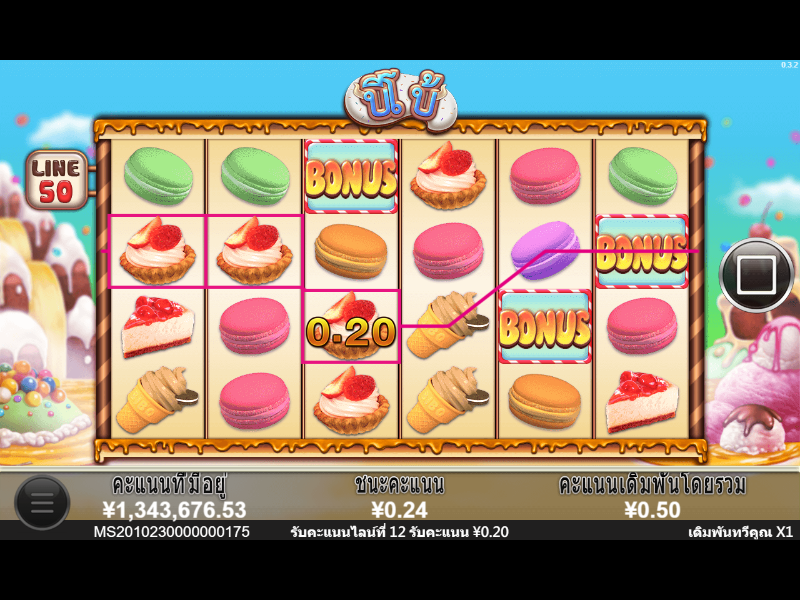 0.3.2
ปีโป้
LINE
50
BONUS
BONUS
0.20
BONUS
คะแนนที่มีอยู่ ชนะคะแนน คะแนนเดิมพันโดยรวม
¥1,343,676.53 ¥0.24 ¥0.50
MS2010230000000175 รับคะแนนไลน์ที่ 12 รับคะแนน ¥0.20 เดิมพันทวีคูณ X1